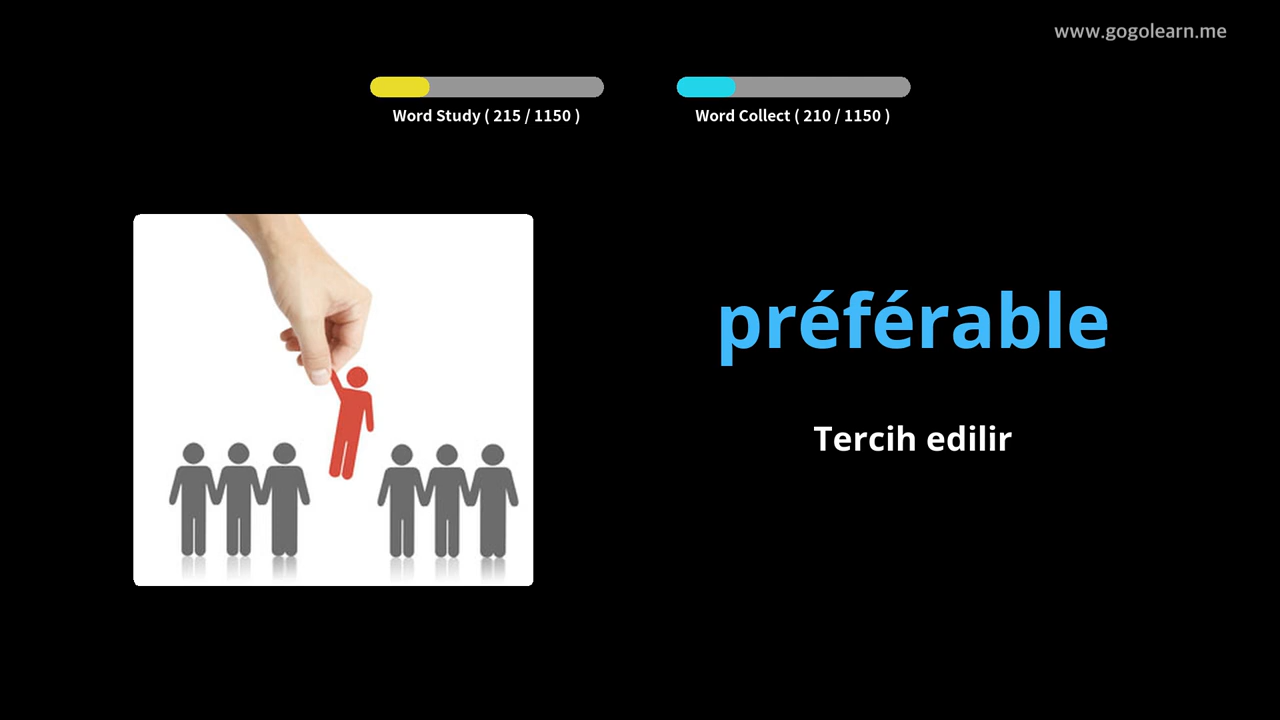 www.gogolearn.me
Word Study ( 215 / 1150 )
Word Collect ( 210 / 1150 )
préférable
Tercih edilir